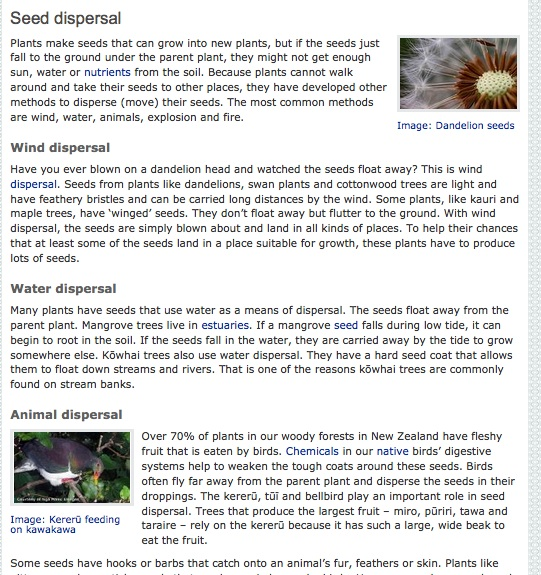 Seed dispersal
Plants make seeds that can grow into new plants, but if the seeds just
fall to the ground under the parent plant, they might not get enough
sun, water or nutrients from the soil. Because plants cannot walk
around and take their seeds to other places, they have developed other
methods to disperse (move) their seeds. The most common methods
are wind, water, animals, explosion and fire.
Image: Dandelion seeds
Wind dispersal
Have you ever blown on a dandelion head and watched the seeds float away? This is wind
dispersal. Seeds from plants like dandelions, swan plants and cottonwood trees are light and
have feathery bristles and can be carried long distances by the wind. Some plants, like kauri and
maple trees, have ‘winged’ seeds. They don’t float away but flutter to the ground. With wind
dispersal, the seeds are simply blown about and land in all kinds of places. To help their chances
that at least some of the seeds land in a place suitable for growth, these plants have to produce
lots of seeds.
Water dispersal
Many plants have seeds that use water as a means of dispersal. The seeds float away from the
parent plant. Mangrove trees live in estuaries. If a mangrove seed falls during low tide, it can
begin to root in the soil. If the seeds fall in the water, they are carried away by the tide to grow
somewhere else. Kōwhai trees also use water dispersal. They have a hard seed coat that allows
them to float down streams and rivers. That is one of the reasons kōwhai trees are commonly
found on stream banks.
Animal dispersal
Image: Kererū feeding
on kawakawa
Over 70% of plants in our woody forests in New Zealand have fleshy
fruit that is eaten by birds. Chemicals in our native birds’ digestive
systems help to weaken the tough coats around these seeds. Birds
often fly far away from the parent plant and disperse the seeds in their
droppings. The kererū, tūī and bellbird play an important role in seed
dispersal. Trees that produce the largest fruit – miro, pūriri, tawa and
taraire – rely on the kererū because it has such a large, wide beak to
eat the fruit.
Some seeds have hooks or barbs that catch onto an animal’s fur, feathers or skin. Plants like